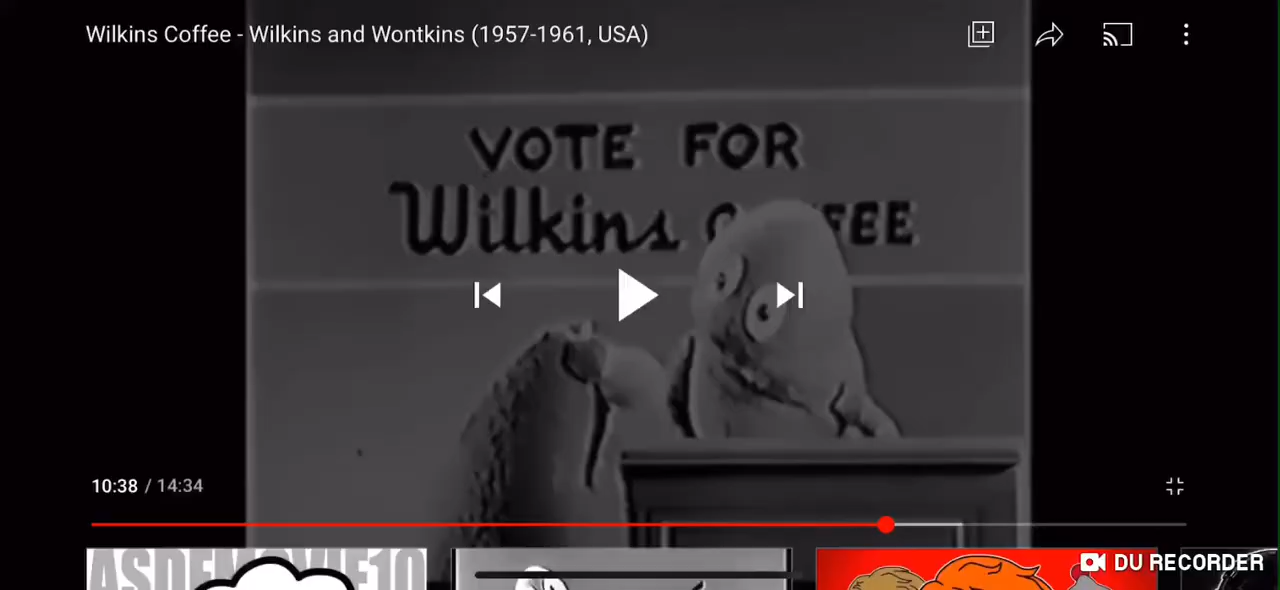 Wilkins Coffee - Wilkins and Wontkins (1957-1961, USA)
VOTE FOR
Wilkins
10:38 / 14:34
DU RECORDER